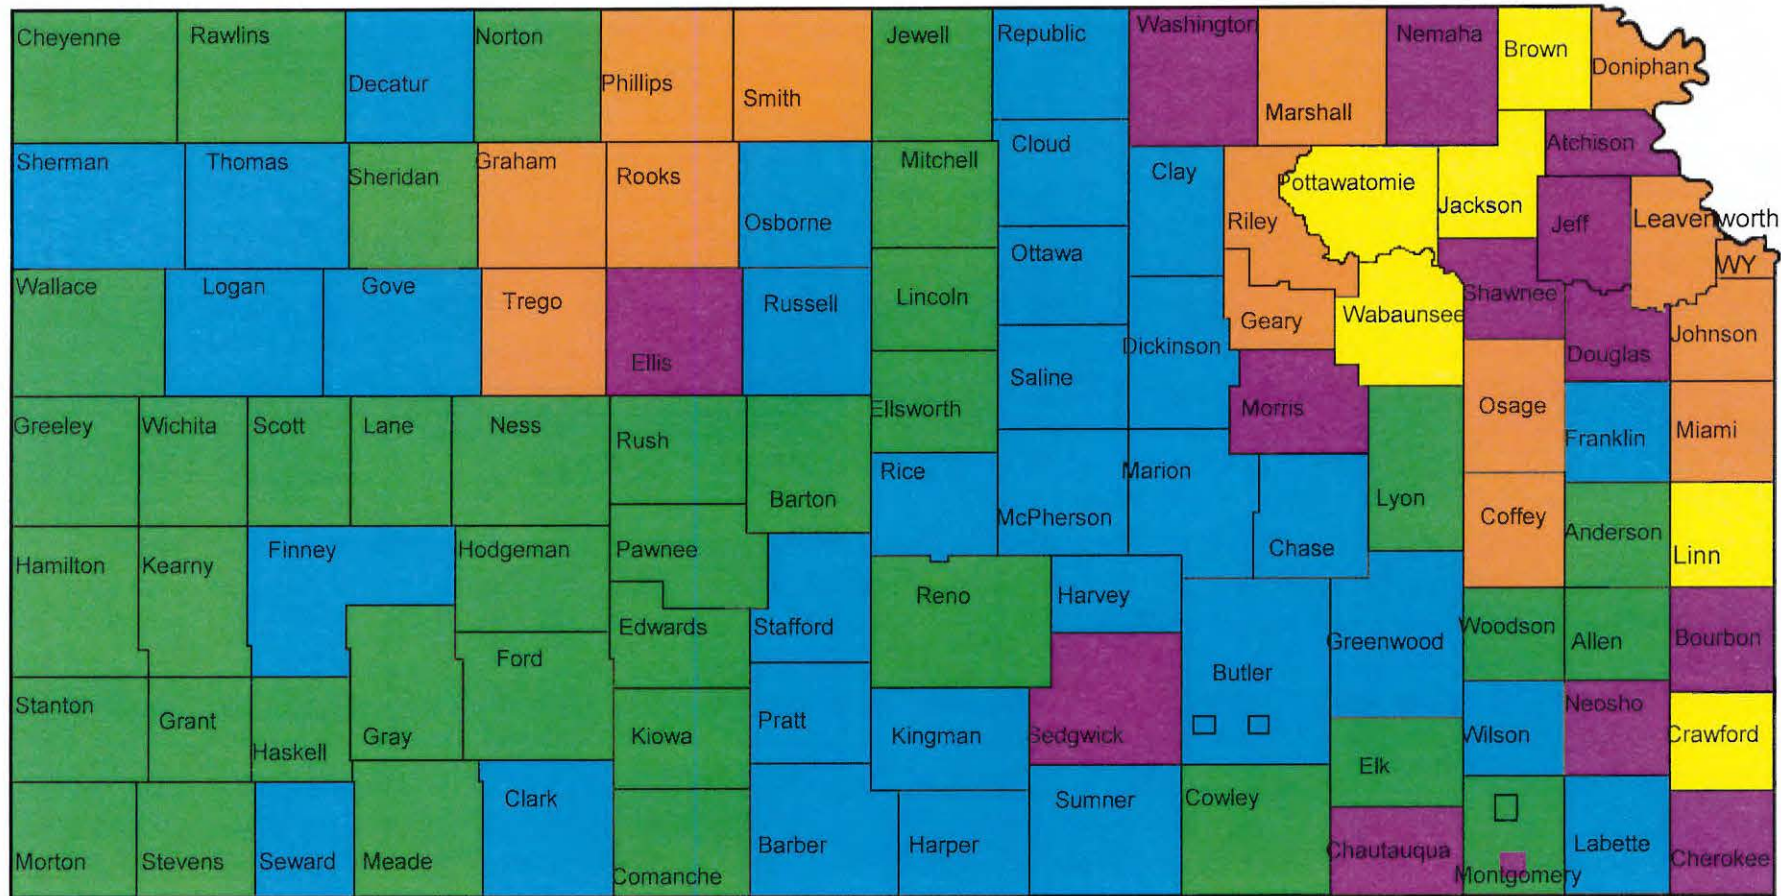 Cheyenne
Rawlins
Decatur
Norton
Phillips
Smith
Jewell
Republic
Washington
Marshall
Nemaha
Brown
Doniphan
Sherman
Thomas
Sheridan
Graham
Rooks
Osborne
Mitchell
Cloud
Clay
Riley
Pottawatomie
Jackson
Atchison
Jeff
Leavenworth
WY
Wallace
Logan
Gove
Trego
Ellis
Russell
Lincoln
Ottawa
Saline
Dickinson
Geary
Wabaunsee
Shawnee
Douglas
Johnson
Greeley
Wichita
Scott
Lane
Ness
Rush
Barton
Ellsworth
Rice
McPherson
Marion
Morris
Chase
Lyon
Osage
Franklin
Miami
Coffey
Anderson
Linn
Hamilton
Kearny
Finney
Hodgeman
Pawnee
Edwards
Stafford
Reno
Harvey
Butler
Greenwood
Woodson
Allen
Bourbon
Stanton
Grant
Haskell
Gray
Ford
Kiowa
Pratt
Kingman
Sedgwick
Elk
Wilson
Neosho
Crawford
Morton
Stevens
Seward
Meade
Clark
Comanche
Barber
Harper
Sumner
Cowley
Chautauqua
Montgomery
Labette
Cherokee